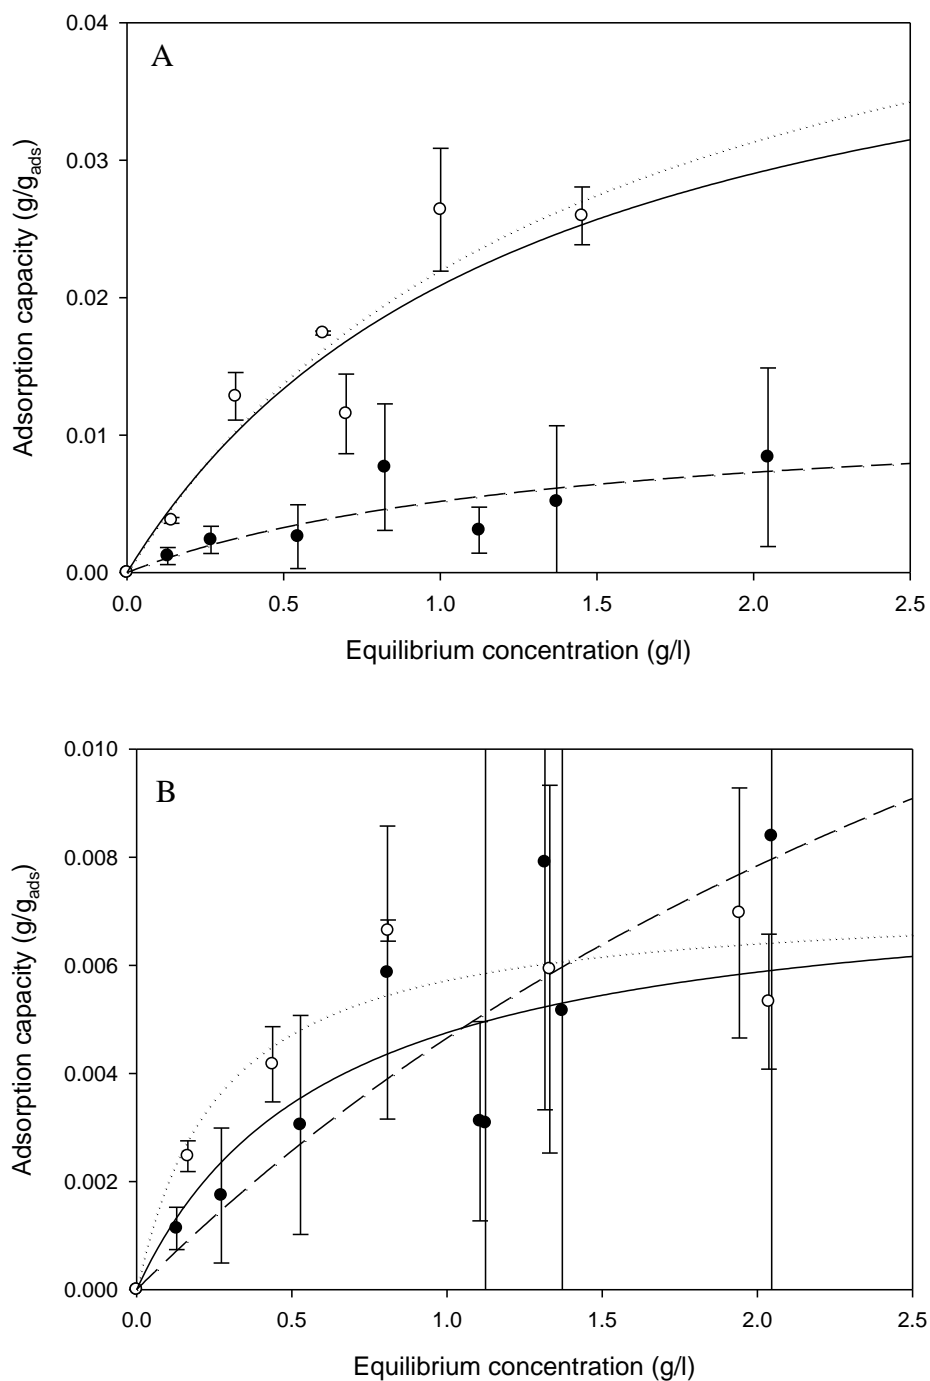 0.04
A
0.03
0.02
0.01
0.00
Adsorption capacity (g/g_ads)
0.0 0.5 1.0 1.5 2.0 2.5
Equilibrium concentration (g/l)
0.010
B
0.008
0.006
0.004
0.002
0.000
Adsorption capacity (g/g_ads)
0.0 0.5 1.0 1.5 2.0 2.5
Equilibrium concentration (g/l)